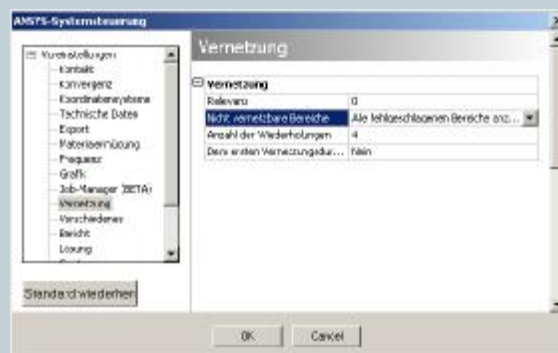 ANSYS-Systemsteuerung
Voreinstellungen
Kontakt
Konvergenz
Koordinatensysteme
Technische Daten
Export
Materialermüdung
Frequenz
Grafik
Job-Manager (BETA)
Vernetzung
Verschiedenes
Bericht
Lösung
Standard wiederher
Vernetzung
Vernetzung
Relevanz 0
Nicht vernetzbare Bereiche Alle fehlgeschlagenen Bereiche anz...
Anzahl der Wiederholungen 4
Dem ersten Vernetzungsdur... Nein
OK Cancel